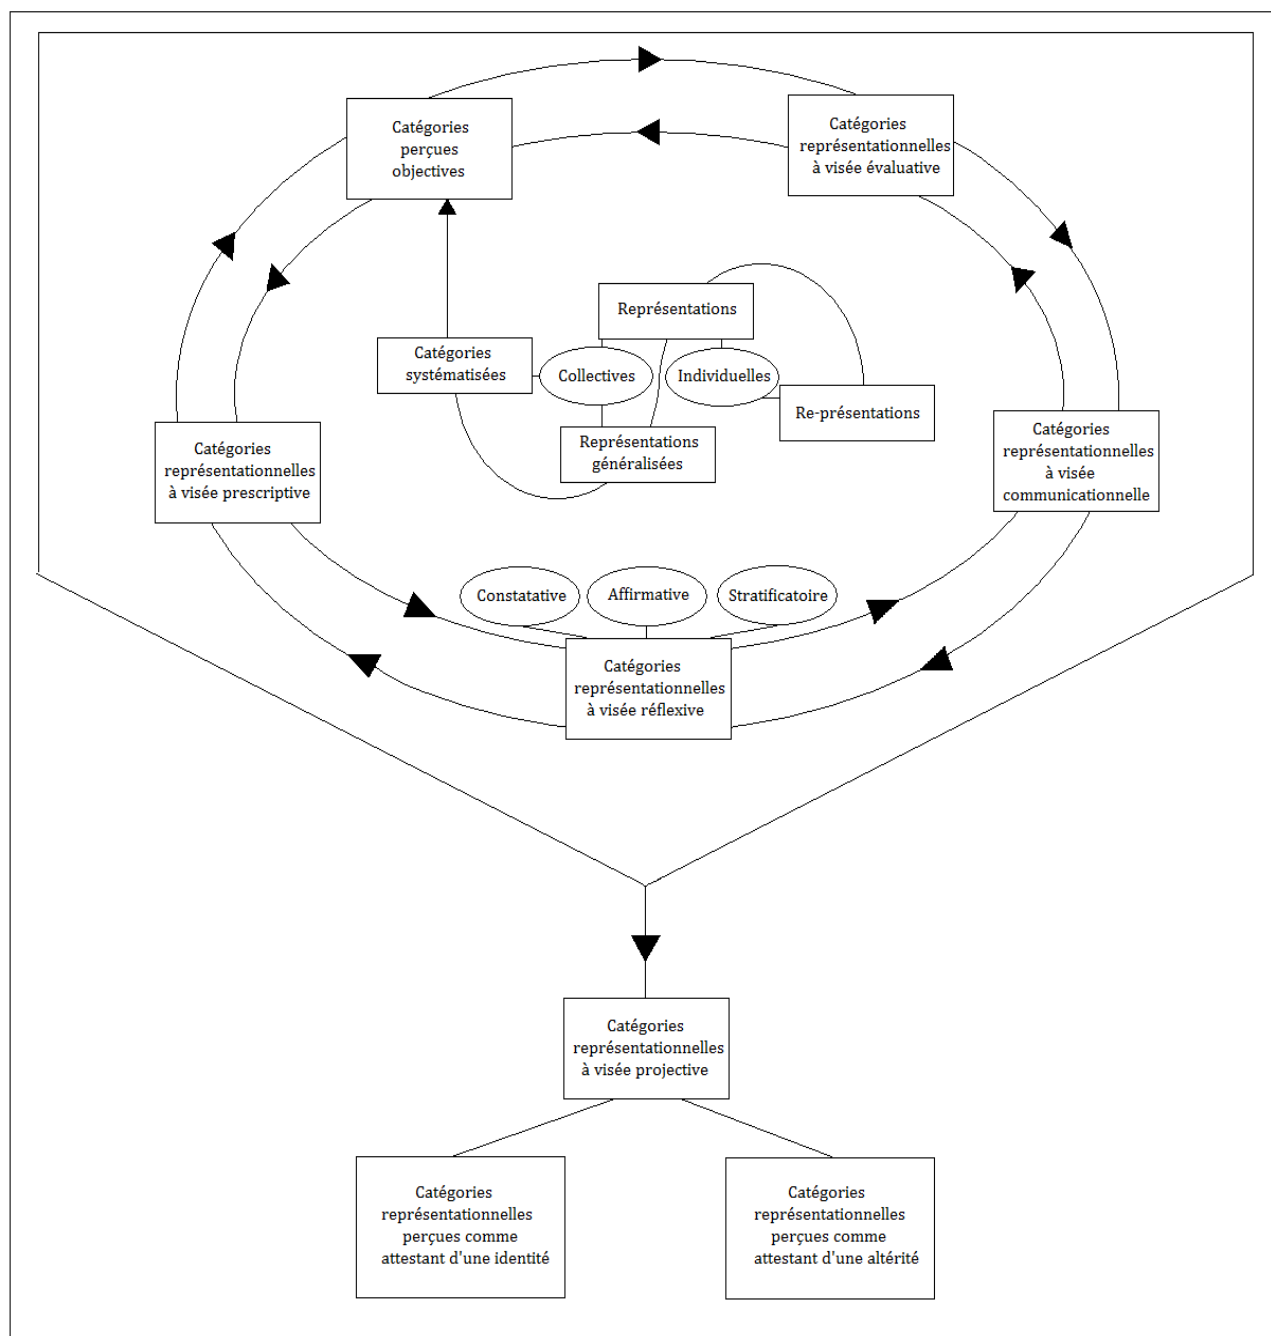 Catégories
perçues
objectives
Catégories
représentationnelles
à visée évaluative
Représentations
Catégories
systématisées
Collectives
Individuelles
Re-présentations
Représentations
généralisées
Catégories
représentationnelles
à visée prescriptive
Catégories
représentationnelles
à visée
communicationnelle
Constatative
Affirmative
Stratificatoire
Catégories
représentationnelles
à visée réflexive
Catégories
représentationnelles
à visée projective
Catégories
représentationnelles
perçues comme
attestant d'une identité
Catégories
représentationnelles
perçues comme
attestant d'une altérité